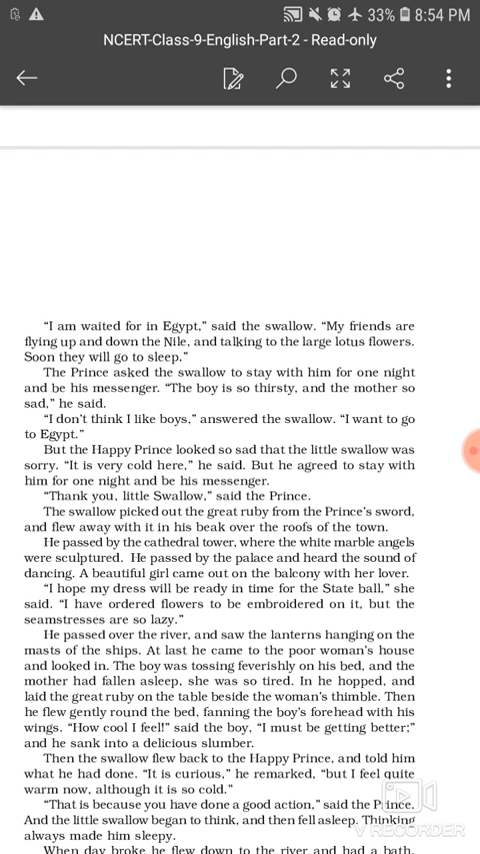 33% 8:54 PM
NCERT-Class-9-English-Part-2 - Read-only
“I am waited for in Egypt,” said the swallow. “My friends are
flying up and down the Nile, and talking to the large lotus flowers.
Soon they will go to sleep.”
The Prince asked the swallow to stay with him for one night
and be his messenger. “The boy is so thirsty, and the mother so
sad,” he said.
“I don’t think I like boys,” answered the swallow. “I want to go
to Egypt.”
But the Happy Prince looked so sad that the little swallow was
sorry. “It is very cold here,” he said. But he agreed to stay with
him for one night and be his messenger.
“Thank you, little Swallow,” said the Prince.
The swallow picked out the great ruby from the Prince’s sword,
and flew away with it in his beak over the roofs of the town.
He passed by the cathedral tower, where the white marble angels
were sculptured. He passed by the palace and heard the sound of
dancing. A beautiful girl came out on the balcony with her lover.
“I hope my dress will be ready in time for the State ball,” she
said. “I have ordered flowers to be embroidered on it, but the
seamstresses are so lazy.”
He passed over the river, and saw the lanterns hanging on the
masts of the ships. At last he came to the poor woman’s house
and looked in. The boy was tossing feverishly on his bed, and the
mother had fallen asleep, she was so tired. In he hopped, and
laid the great ruby on the table beside the woman’s thimble. Then
he flew gently round the bed, fanning the boy’s forehead with his
wings. “How cool I feel!” said the boy, “I must be getting better;”
and he sank into a delicious slumber.
Then the swallow flew back to the Happy Prince, and told him
what he had done. “It is curious,” he remarked, “but I feel quite
warm now, although it is so cold.”
“That is because you have done a good action,” said the Prince.
And the little swallow began to think, and then fell asleep. Thinking
always made him sleepy.
VRECORDER
When day broke he flew down to the river and had a bath.